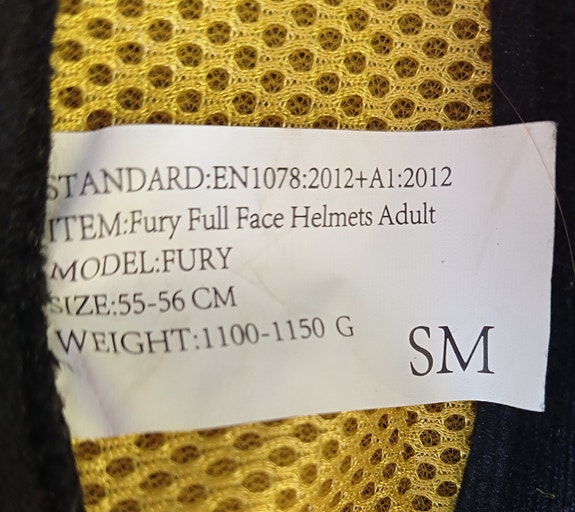 STANDARD:EN1078:2012+A1:2012
ITEM:Fury Full Face Helmets Adult
MODEL:FURY
SIZE:55-56 CM
WEIGHT:1100-1150 G
SM